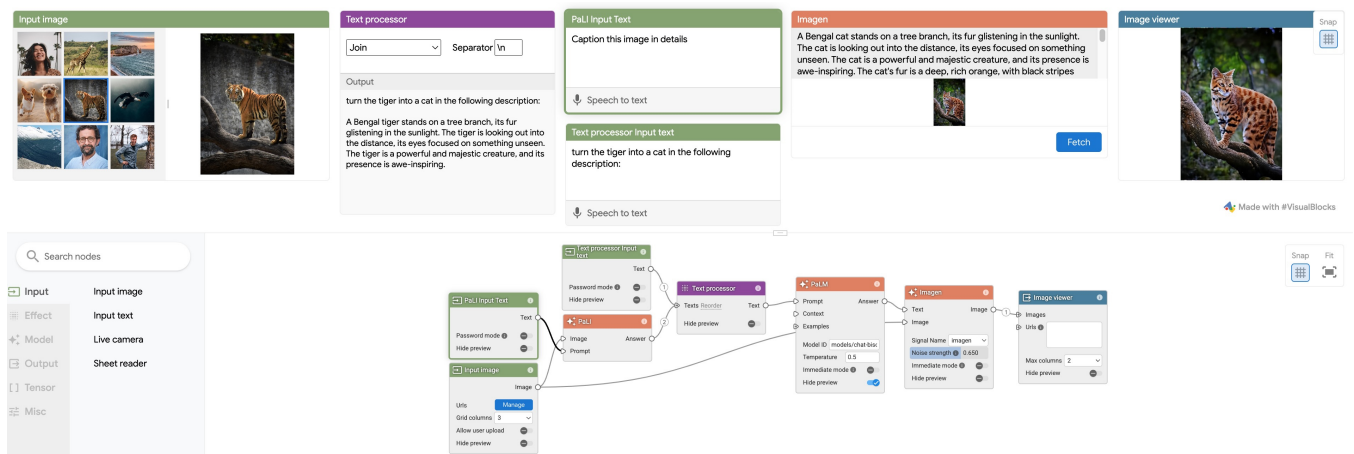 Input image
Text processor
Join
Separator \n
Output
turn the tiger into a cat in the following description:
A Bengal tiger stands on a tree branch, its fur
glistening in the sunlight. The tiger is looking out into
the distance, its eyes focused on something unseen.
The tiger is a powerful and majestic creature, and its
presence is awe-inspiring.
PaLI Input Text
Caption this image in details
Speech to text
Text processor Input text
turn the tiger into a cat in the following
description:
Speech to text
Imagen
A Bengal cat stands on a tree branch, its fur glistening in the sunlight.
The cat is looking out into the distance, its eyes focused on something
unseen. The cat is a powerful and majestic creature, and its presence is
awe-inspiring. The cat's fur is a deep, rich orange, with black stripes
Fetch
Image viewer
Snap
Made with #VisualBlocks
Search nodes
Input
Effect
Model
Output
Tensor
Misc
Input image
Input text
Live camera
Sheet reader
PaLI Input Text
Text
Password mode
Hide preview
Input image
Image
Urls
Manage
Grid columns 3
Allow user upload
Hide preview
Text processor Input
text
Text
Password mode
Hide preview
PaLI
Image
Answer
Prompt
1
2
Text processor
Texts Reorder
Text
Hide preview
PaLM
Prompt
Answer
Context
Examples
Model ID models/chat-bis
Temperature 0.5
Immediate mode
Hide preview
Imagen
Text
Image
Image
Signal Name imagen
Noise strength 0.650
Immediate mode
Hide preview
1
Image viewer
Images
Urls
Max columns 2
Hide preview
Snap
Fit